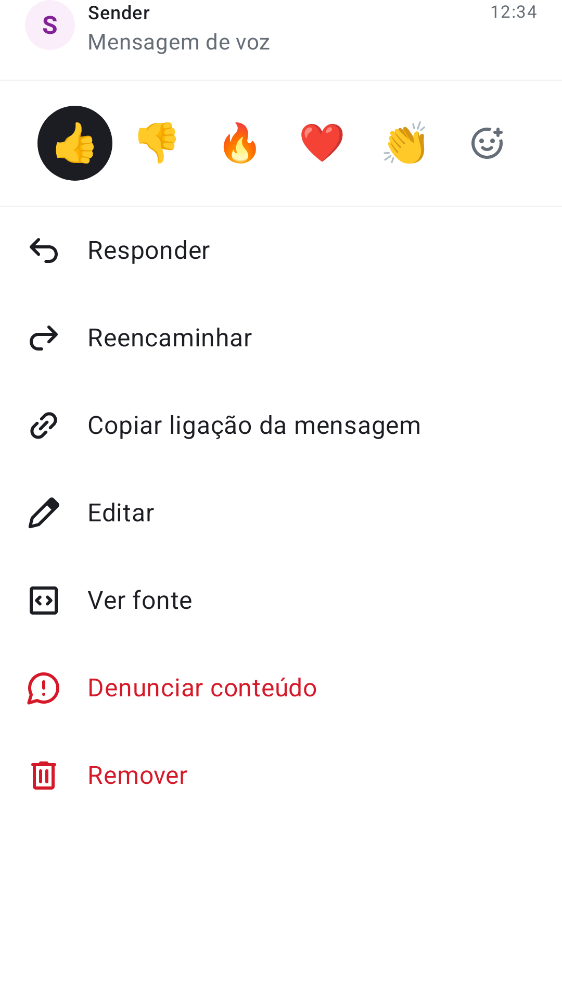 S
Sender
12:34
Mensagem de voz
Responder
Reencaminhar
Copiar ligação da mensagem
Editar
Ver fonte
Denunciar conteúdo
Remover